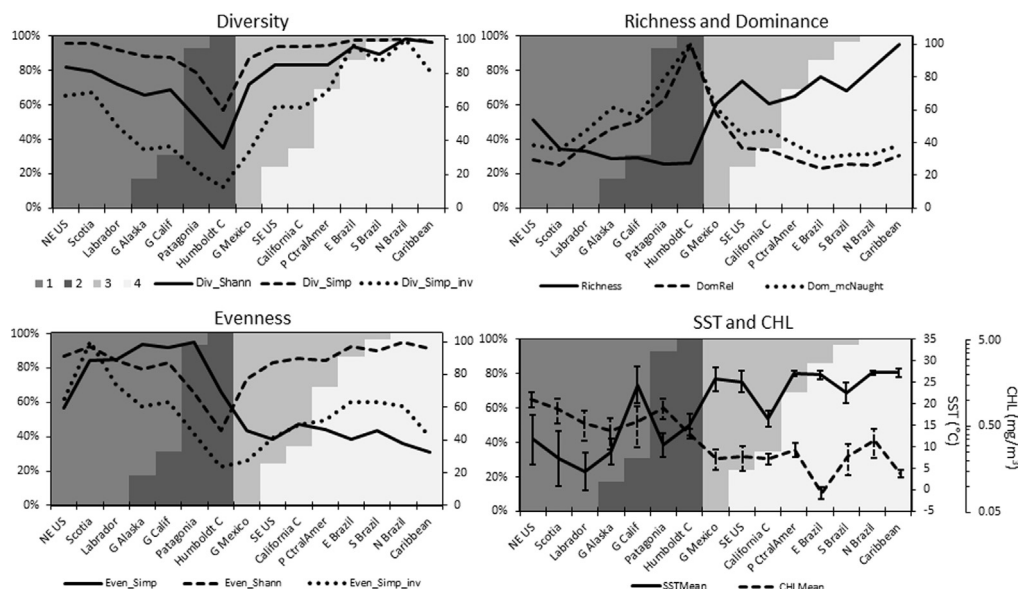 Diversity
100%
80%
60%
40%
20%
0%
100
80
60
40
20
0
NE US
Scotia
Labrador
G Alaska
G Calif
Patagonia
Humboldt C
G Mexico
SE US
California C
P CtralAmer
E Brazil
S Brazil
N Brazil
Caribbean
1 2 3 4 Div_Shann Div_Simp Div_Simp_inv
Richness and Dominance
100%
80%
60%
40%
20%
0%
100
80
60
40
20
0
NE US
Scotia
Labrador
G Alaska
G Calif
Patagonia
Humboldt C
G Mexico
SE US
California C
P CtralAmer
E Brazil
S Brazil
N Brazil
Caribbean
Richness DomRel Dom_mcNaught
Evenness
100%
80%
60%
40%
20%
0%
100
80
60
40
20
0
NE US
Scotia
Labrador
G Alaska
G Calif
Patagonia
Humboldt C
G Mexico
SE US
California C
P CtralAmer
E Brazil
S Brazil
N Brazil
Caribbean
Even_Simp Even_Shann Even_Simp_inv
SST and CHL
100%
80%
60%
40%
20%
0%
35
30
25
20
15
10
5
0
-5
SST (°C)
5.00
0.50
0.05
CHL (mg/m³)
NE US
Scotia
Labrador
G Alaska
G Calif
Patagonia
Humboldt C
G Mexico
SE US
California C
P CtralAmer
E Brazil
S Brazil
N Brazil
Caribbean
SSTMean CHLMean